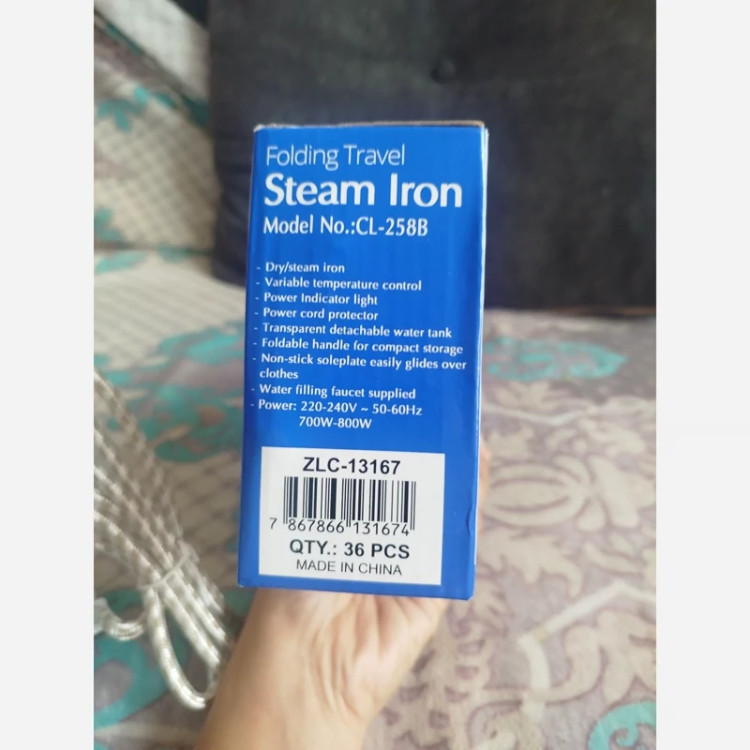 Folding Travel
Steam Iron
Model No.:CL-258B
- Dry/steam iron
- Variable temperature control
- Power Indicator light
- Power cord protector
- Transparent detachable water tank
- Foldable handle for compact storage
- Non-stick soleplate easily glides over
clothes
- Water filling faucet supplied
- Power: 220-240V ~ 50-60Hz
700W-800W
ZLC-13167
7 867866 131674
QTY.: 36 PCS
MADE IN CHINA